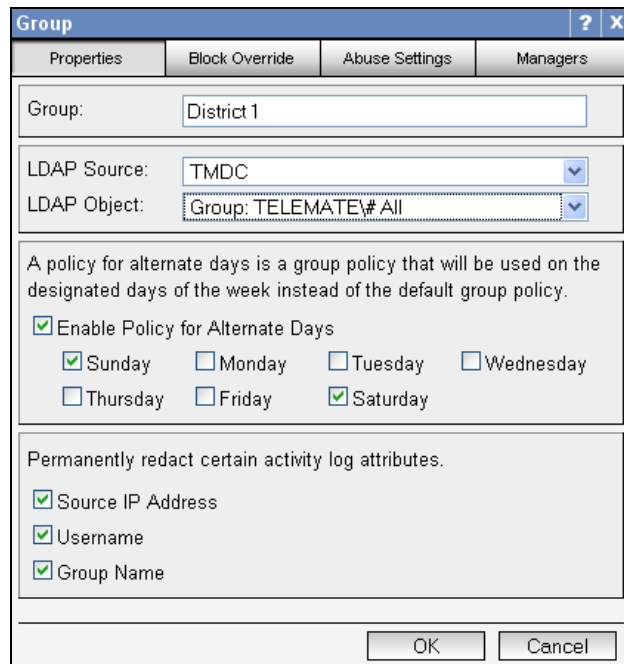 Group ? X
Properties Block Override Abuse Settings Managers
Group: District 1
LDAP Source: TMDC
LDAP Object: Group: TELEMATE\# All
A policy for alternate days is a group policy that will be used on the
designated days of the week instead of the default group policy.
Enable Policy for Alternate Days
Sunday Monday Tuesday Wednesday
Thursday Friday Saturday
Permanently redact certain activity log attributes.
Source IP Address
Username
Group Name
OK Cancel